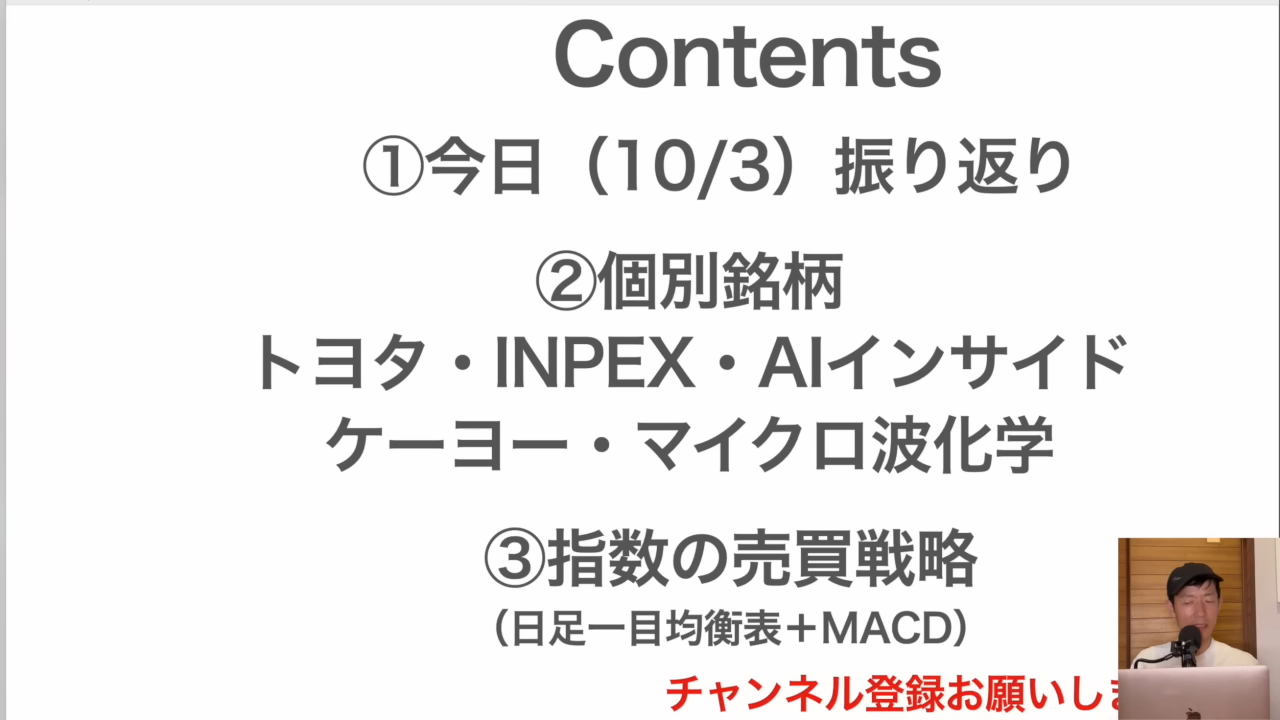 Contents
①今日（10/3）振り返り
②個別銘柄
トヨタ・INPEX・AIインサイド
ケーヨー・マイクロ波化学
③指数の売買戦略
（日足一目均衡表＋MACD）
チャンネル登録お願いしま